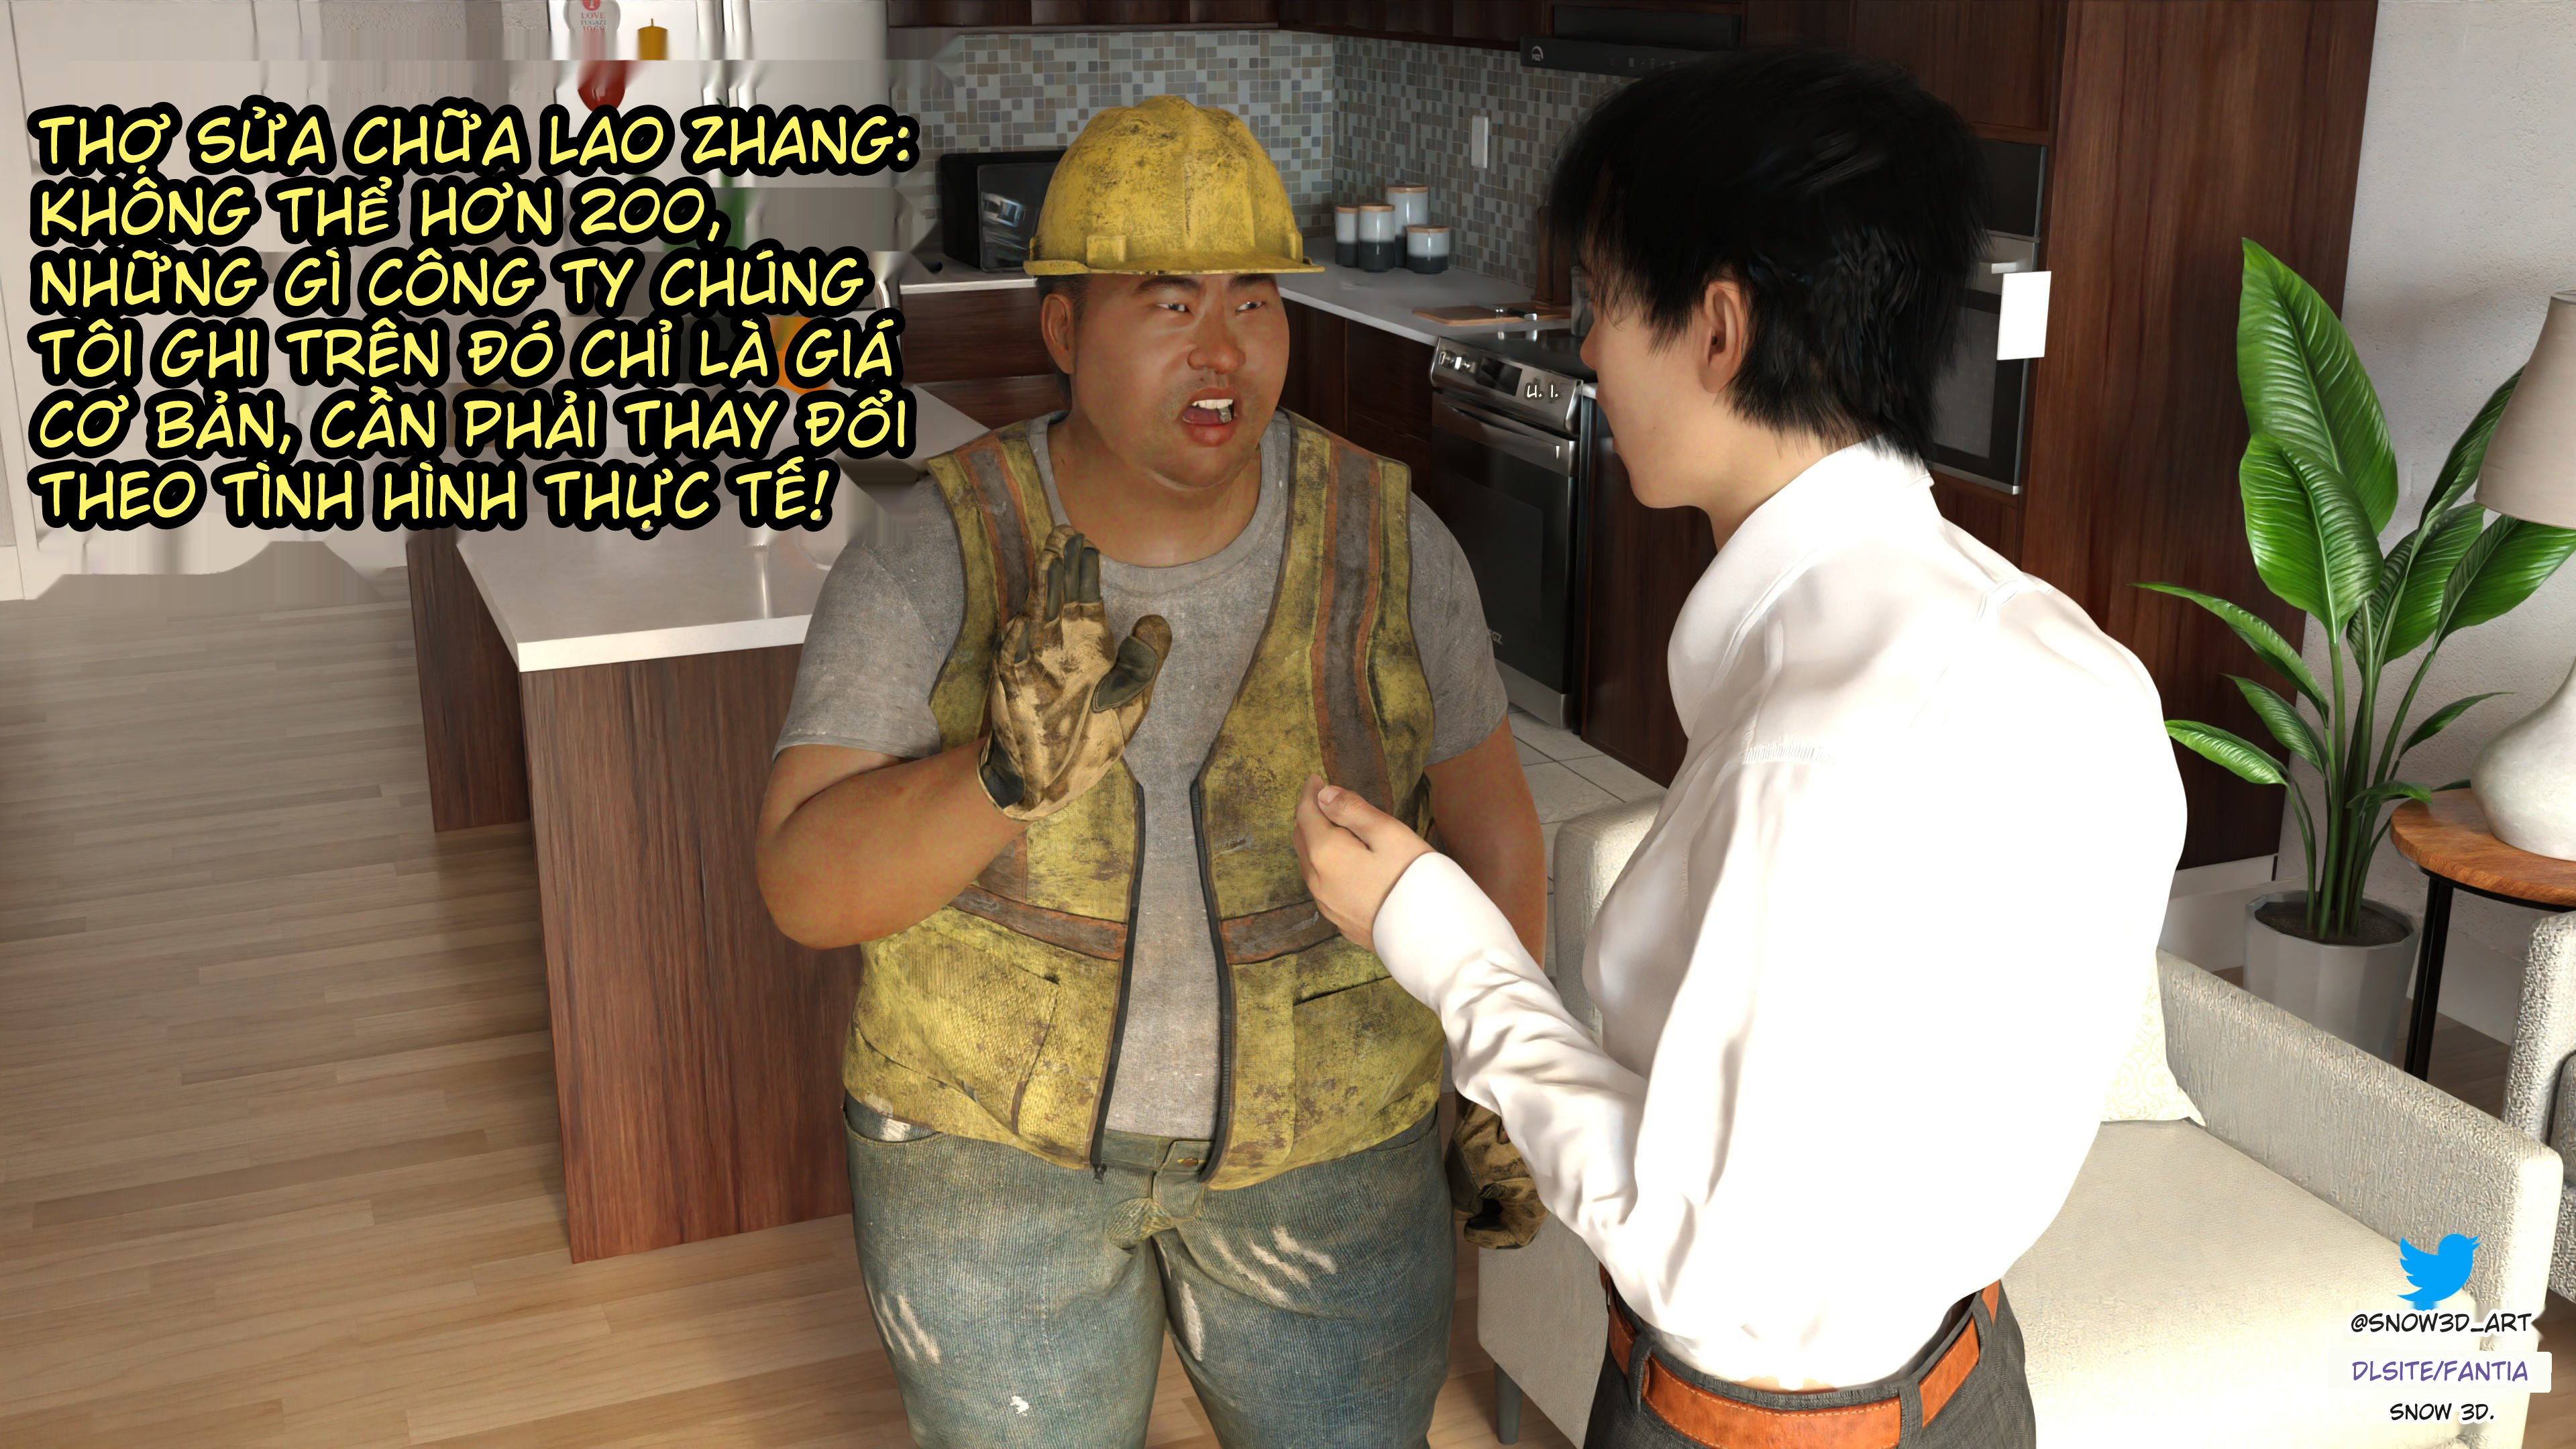 THỢ SỬA CHỮA LAO ZHANG:
KHÔNG THỂ HƠN 200,
NHỮNG GÌ CÔNG TY CHÚNG
TÔI GHI TRÊN ĐÓ CHỈ LÀ GIÁ
CƠ BẢN, CẦN PHẢI THAY ĐỔI
THEO TÌNH HÌNH THỰC TẾ!
LOVE
@SNOW3D_ART
DLSITE/FANTIA
SNOW 3D.